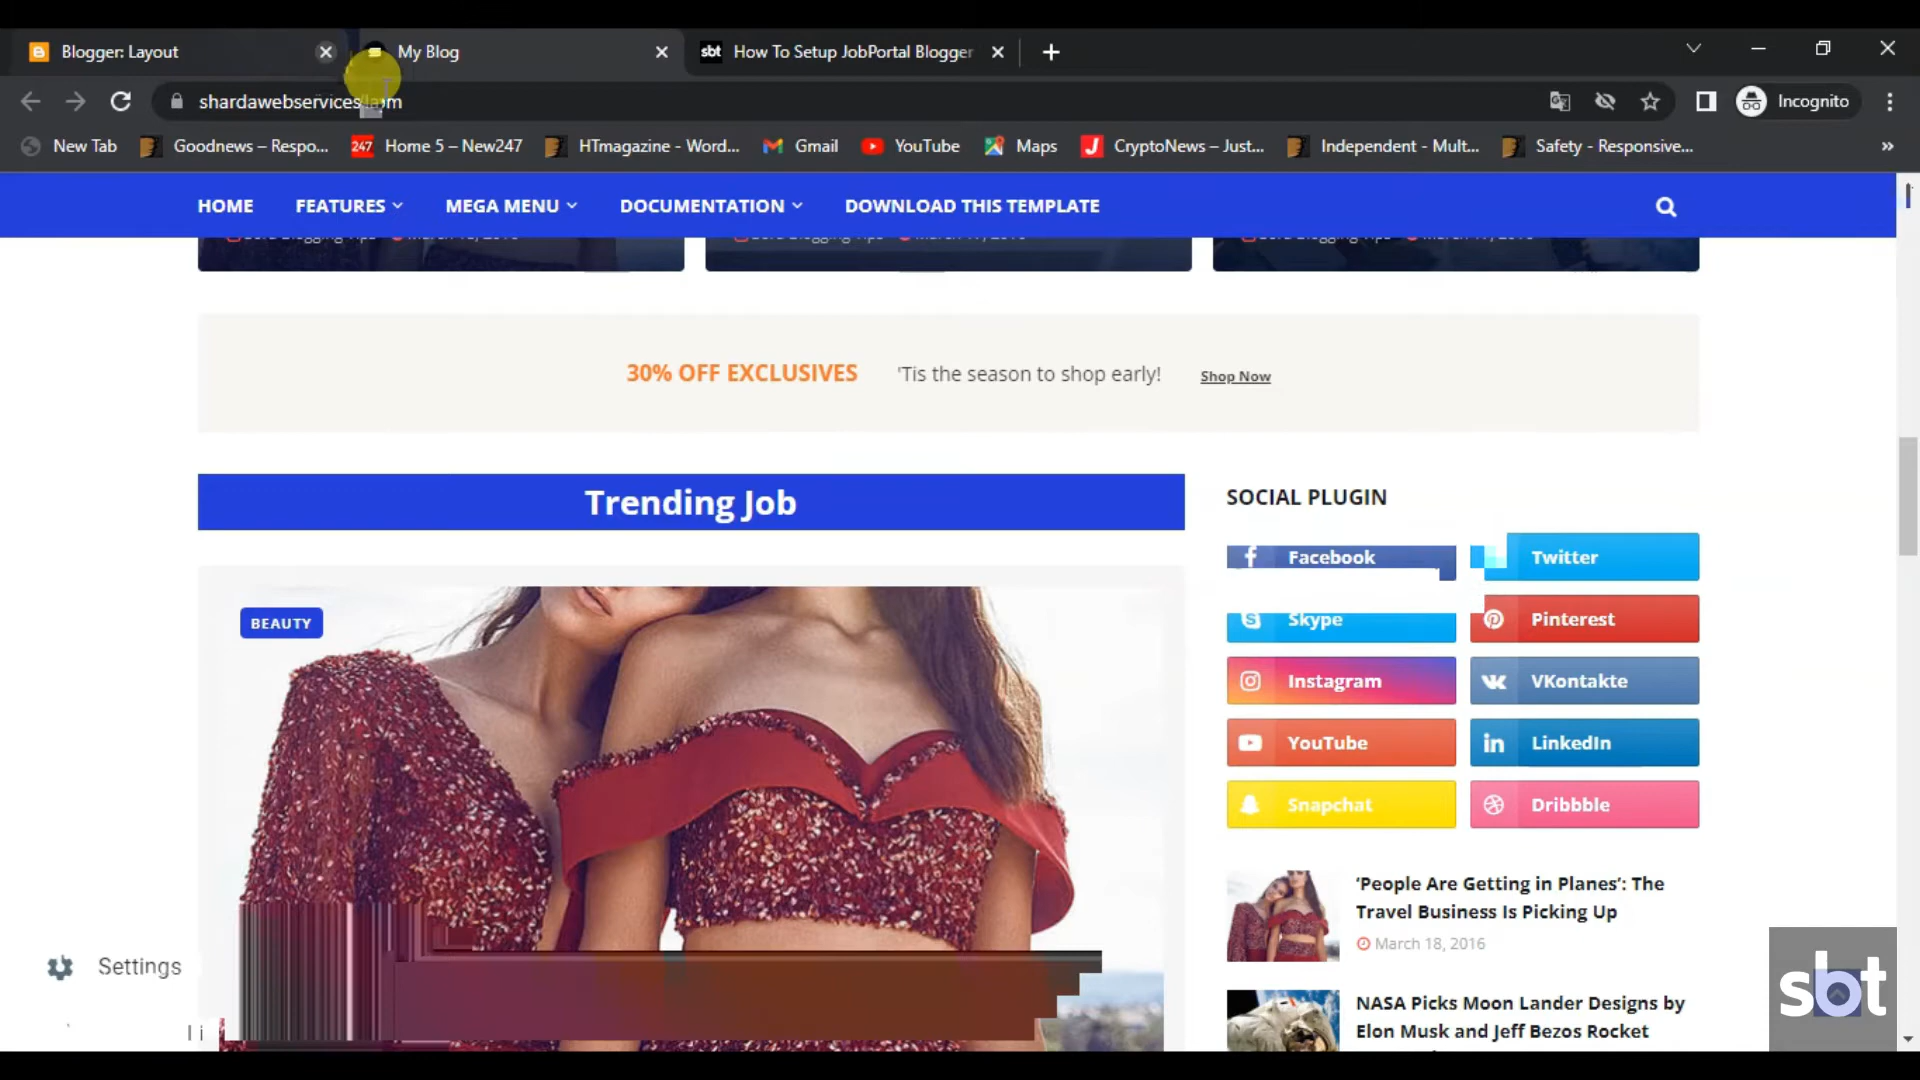 Blogger: Layout
My Blog
sbt How To Setup JobPortal Blogger
Incognito
New Tab
Goodnews – Respo...
247 Home 5 – New247
HTmagazine - Word...
Gmail
YouTube
Maps
CryptoNews – Just...
Independent - Mult...
Safety - Responsive...
»
HOME FEATURES MEGA MENU DOCUMENTATION DOWNLOAD THIS TEMPLATE
30% OFF EXCLUSIVES 'Tis the season to shop early! Shop Now
Trending Job
BEAUTY
SOCIAL PLUGIN
Facebook
Twitter
Skype
Pinterest
Instagram
VKontakte
YouTube
LinkedIn
Snapchat
Dribbble
‘People Are Getting in Planes’: The
Travel Business Is Picking Up
March 18, 2016
NASA Picks Moon Lander Designs by
Elon Musk and Jeff Bezos Rocket
Settings
sbt